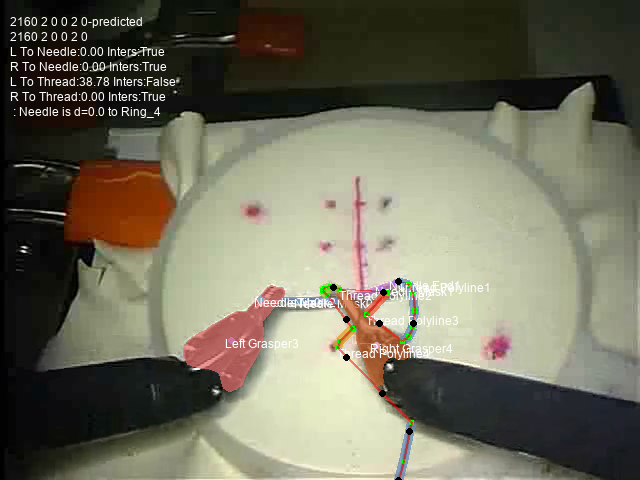 2160 2 0 0 2 0-predicted
2160 2 0 0 2 0
L To Needle:0.00 Inters:True
R To Needle:0.00 Inters:True
L To Thread:38.78 Inters:False
R To Thread:0.00 Inters:True
: Needle is d=0.0 to Ring_4
Thread Polyline3
Left Grasper3
Right Grasper4